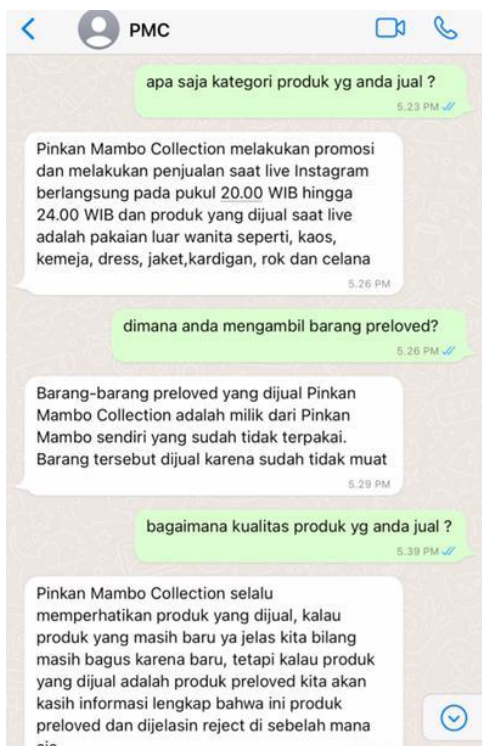 PMC
apa saja kategori produk yg anda jual ?
5.23 PM
Pinkan Mambo Collection melakukan promosi
dan melakukan penjualan saat live Instagram
berlangsung pada pukul 20.00 WIB hingga
24.00 WIB dan produk yang dijual saat live
adalah pakaian luar wanita seperti, kaos,
kemeja, dress, jaket,kardigan, rok dan celana
5.26 PM
dimana anda mengambil barang preloved?
5.26 PM
Barang-barang preloved yang dijual Pinkan
Mambo Collection adalah milik dari Pinkan
Mambo sendiri yang sudah tidak terpakai.
Barang tersebut dijual karena sudah tidak muat
5.29 PM
bagaimana kualitas produk yg anda jual ?
5.39 PM
Pinkan Mambo Collection selalu
memperhatikan produk yang dijual, kalau
produk yang masih baru ya jelas kita bilang
masih bagus karena baru, tetapi kalau produk
yang dijual adalah produk preloved kita akan
kasih informasi lengkap bahwa ini produk
preloved dan dijelasin reject di sebelah mana